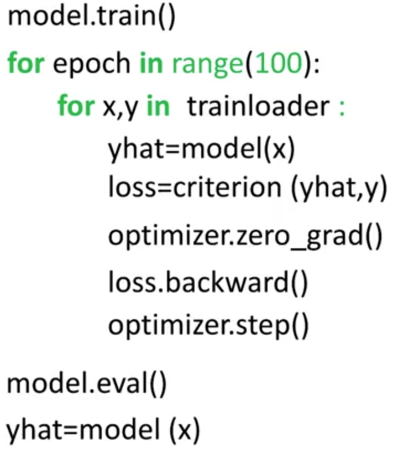 model.train()
for epoch in range(100):
for x,y in trainloader :
yhat=model(x)
loss=criterion (yhat,y)
optimizer.zero_grad()
loss.backward()
optimizer.step()
model.eval()
yhat=model (x)